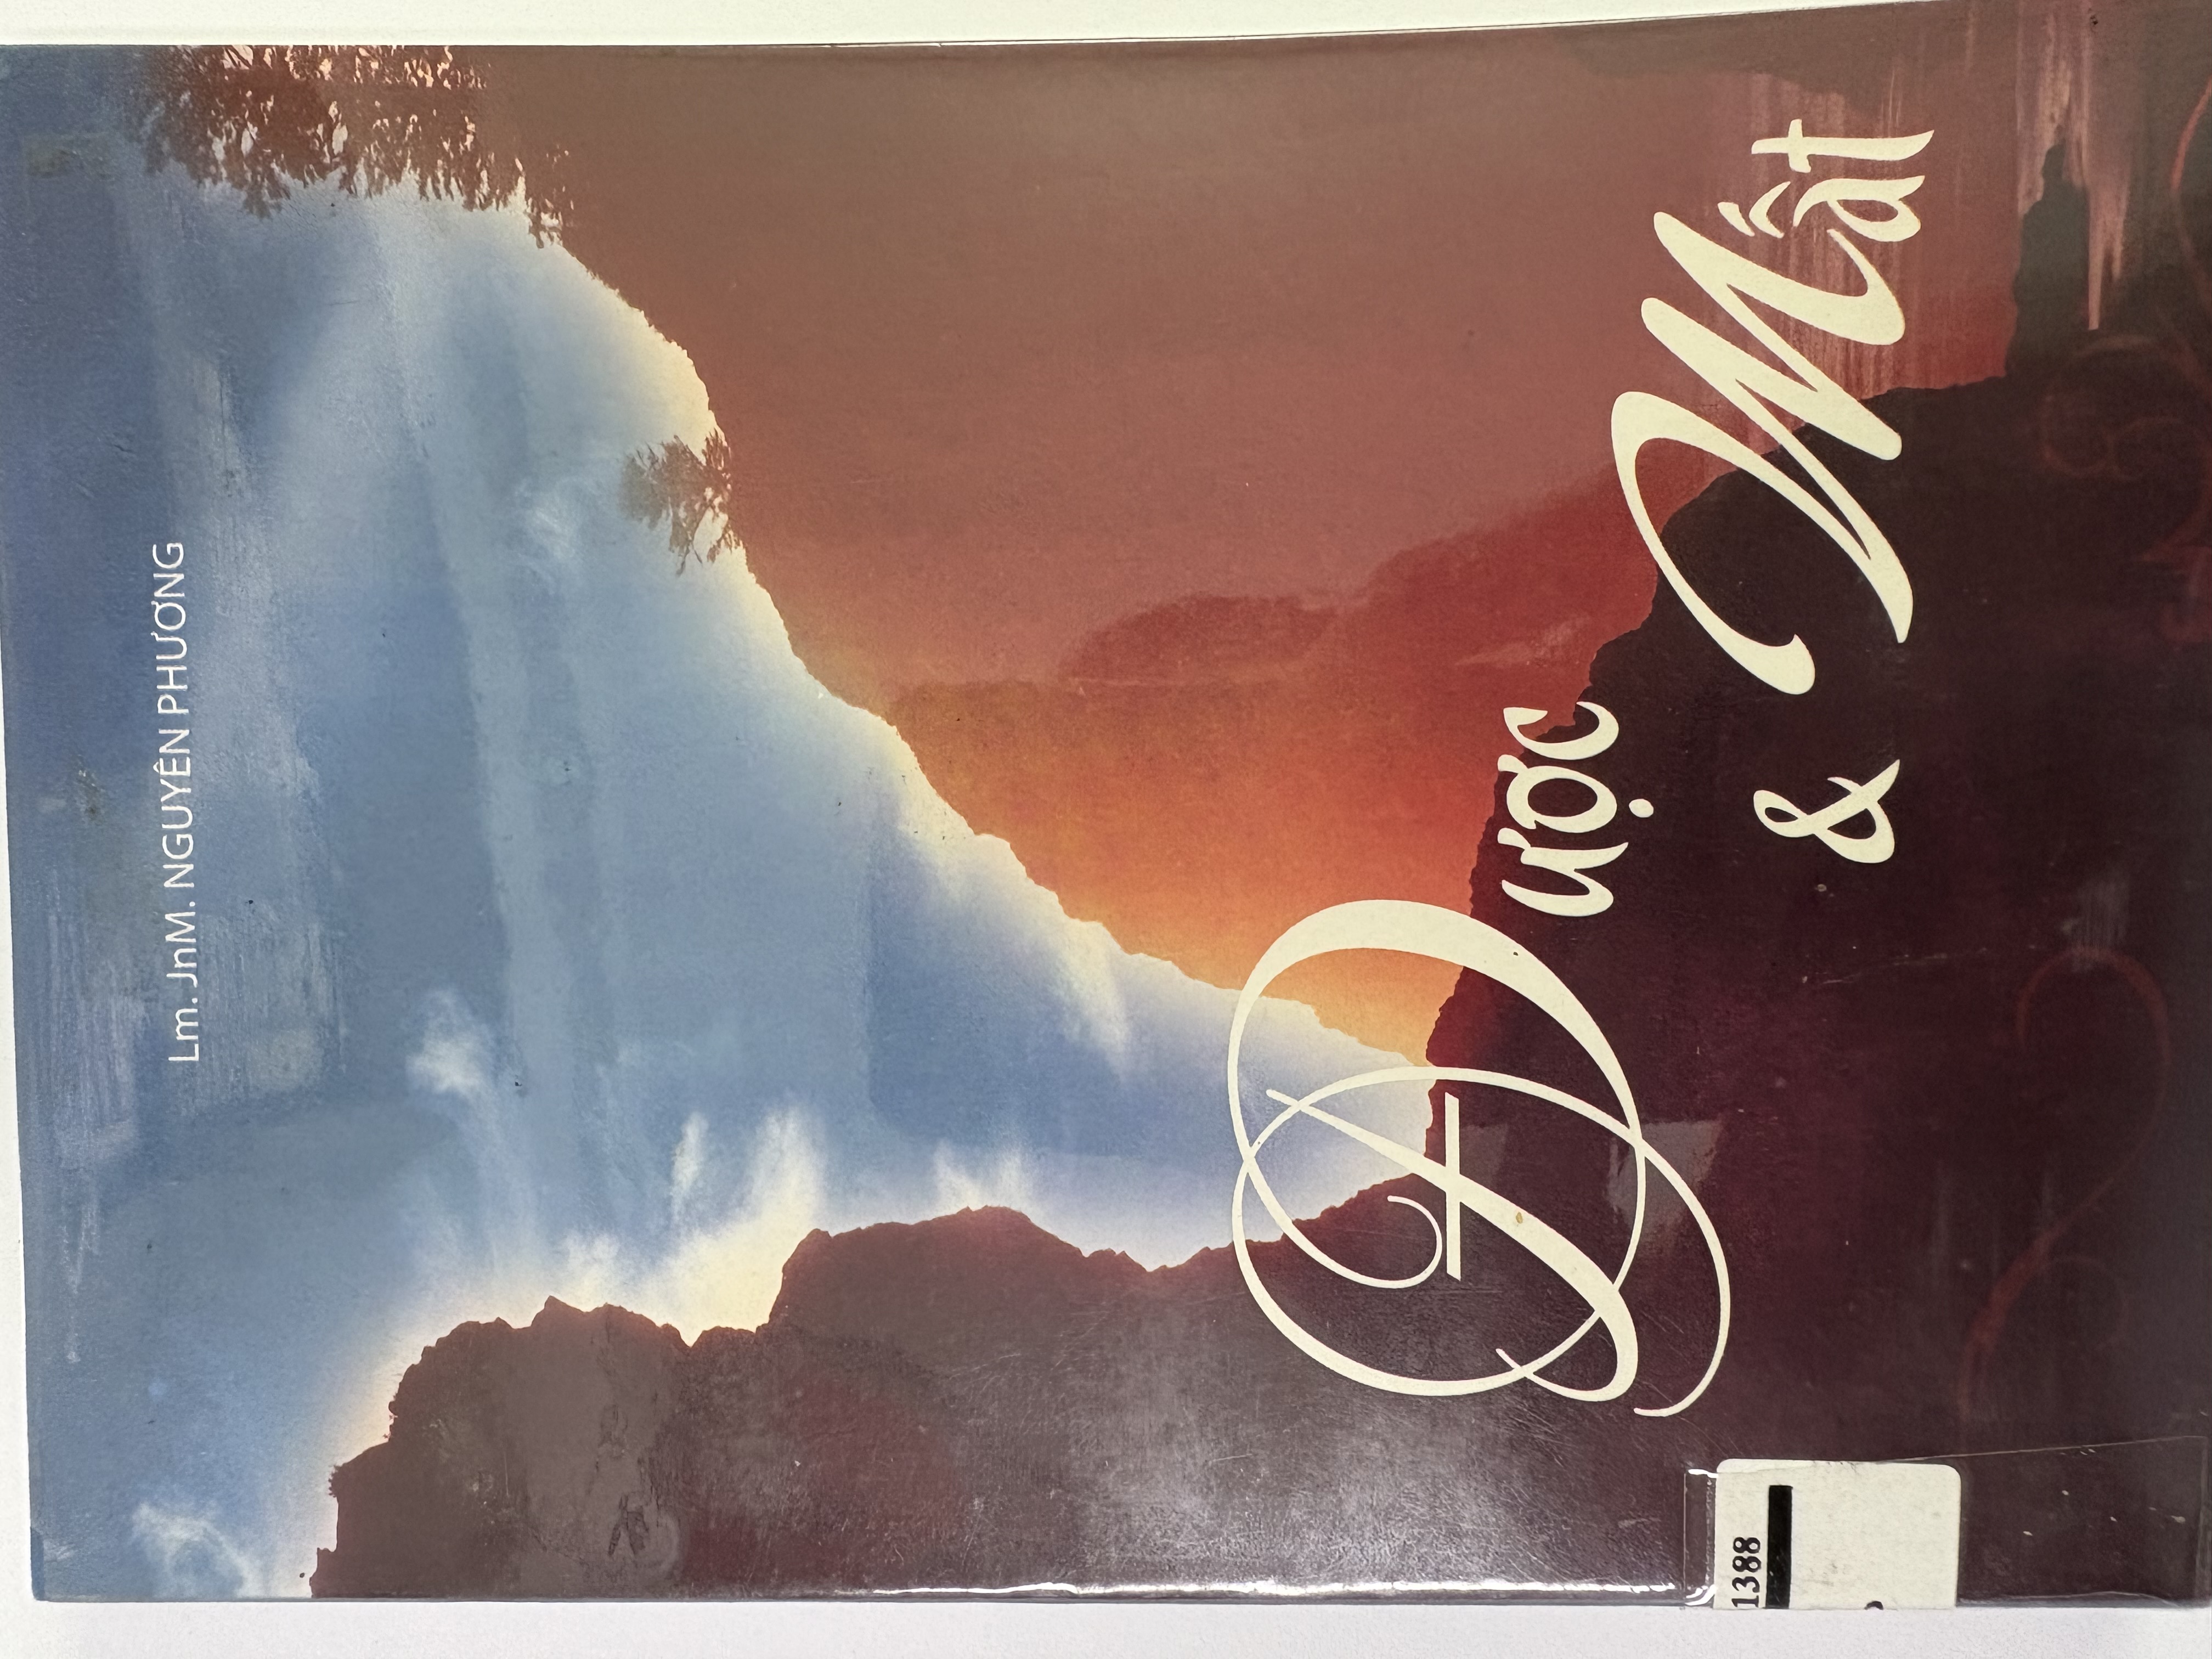 Lm. JnM. NGUYÊN PHƯƠNG
Được
& Mất
1388